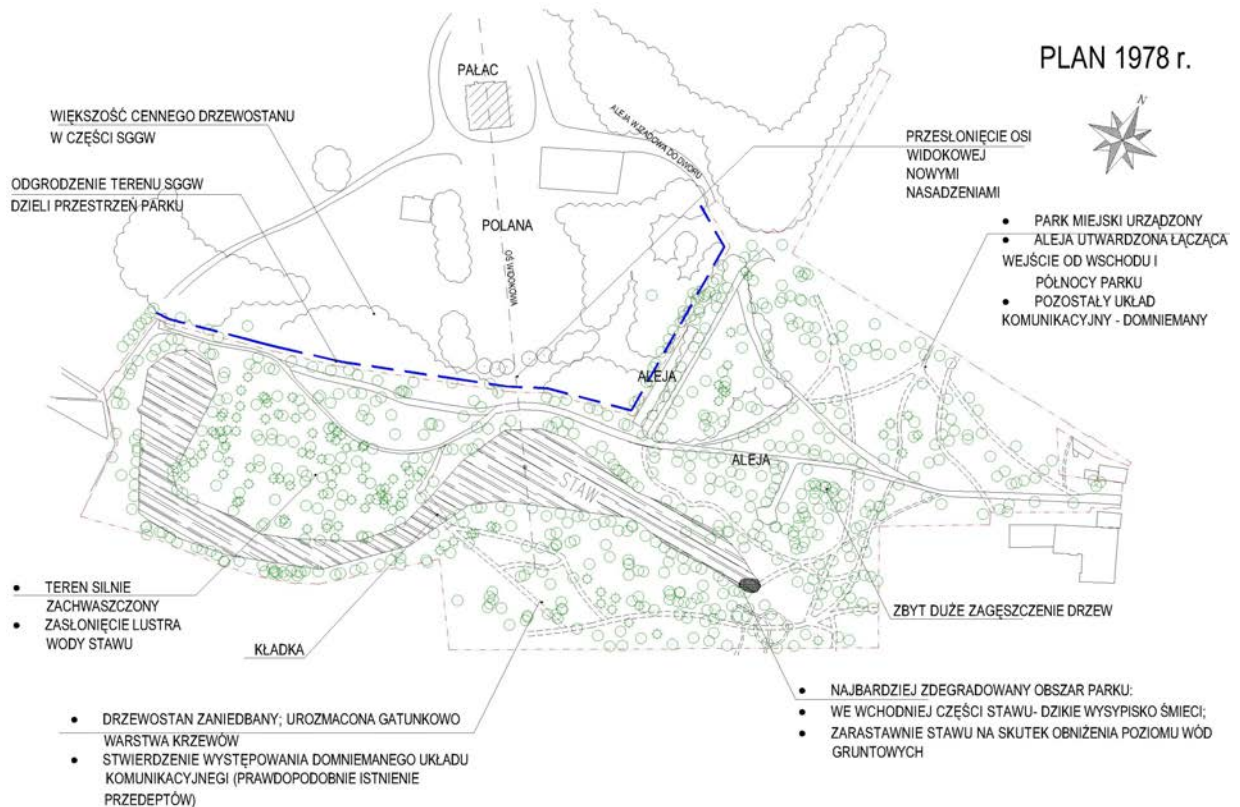 PLAN 1978 r.
N
PAŁAC
WIĘKSZOŚĆ CENNEGO DRZEWOSTANU
W CZĘŚCI SGGW
ALEJA WJAZDOWA DO DWORU
PRZESŁONIĘCIE OSI
WIDOKOWEJ
NOWYMI
NASADZENIAMI
ODGRODZENIE TERENU SGGW
DZIELI PRZESTRZEŃ PARKU
POLANA
OŚ WIDOKOWA
• PARK MIEJSKI URZĄDZONY
• ALEJA UTWARDZONA ŁĄCZĄCA
WEJŚCIE OD WSCHODU I
PÓŁNOCY PARKU
• POZOSTAŁY UKŁAD
KOMUNIKACYJNY - DOMNIEMANY
ALEJA
ALEJA
STAW
• TEREN SILNIE
ZACHWASZCZONY
• ZASŁONIĘCIE LUSTRA
WODY STAWU
KŁADKA
ZBYT DUŻE ZAGĘSZCZENIE DRZEW
• DRZEWOSTAN ZANIEDBANY; UROZMACONA GATUNKOWO
WARSTWA KRZEWÓW
• STWIERDZENIE WYSTĘPOWANIA DOMNIEMANEGO UKŁADU
KOMUNIKACYJNEGI (PRAWDOPODOBNIE ISTNIENIE
PRZEDEPTÓW)
• NAJBARDZIEJ ZDEGRADOWANY OBSZAR PARKU:
• WE WCHODNIEJ CZĘŚCI STAWU- DZIKIE WYSYPISKO ŚMIECI;
• ZARASTAWNIE STAWU NA SKUTEK OBNIŻENIA POZIOMU WÓD
GRUNTOWYCH